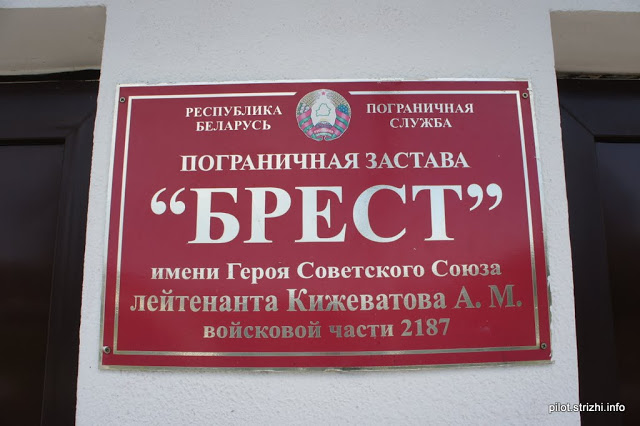 РЕСПУБЛИКА БЕЛАРУСЬ
ПОГРАНИЧНАЯ СЛУЖБА
ПОГРАНИЧНАЯ ЗАСТАВА
“БРЕСТ”
имени Героя Советского Союза
лейтенанта Кижеватова А. М.
войсковой части 2187
pilot.strizhi.info